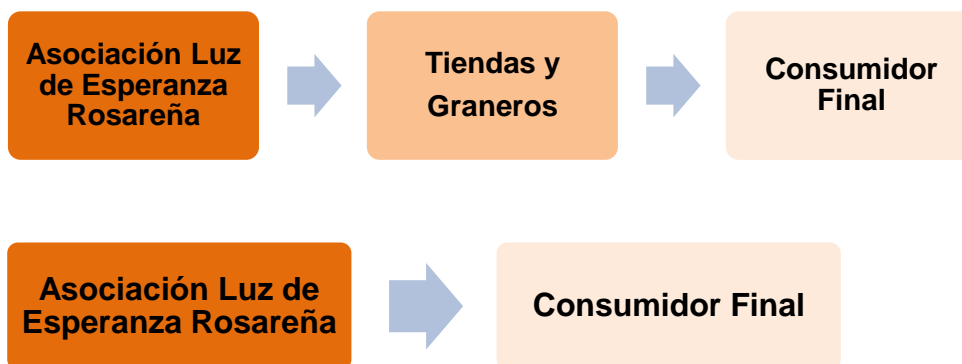 Asociación Luz
de Esperanza
Rosareña
Tiendas y
Graneros
Consumidor
Final
Asociación Luz de
Esperanza Rosareña
Consumidor Final